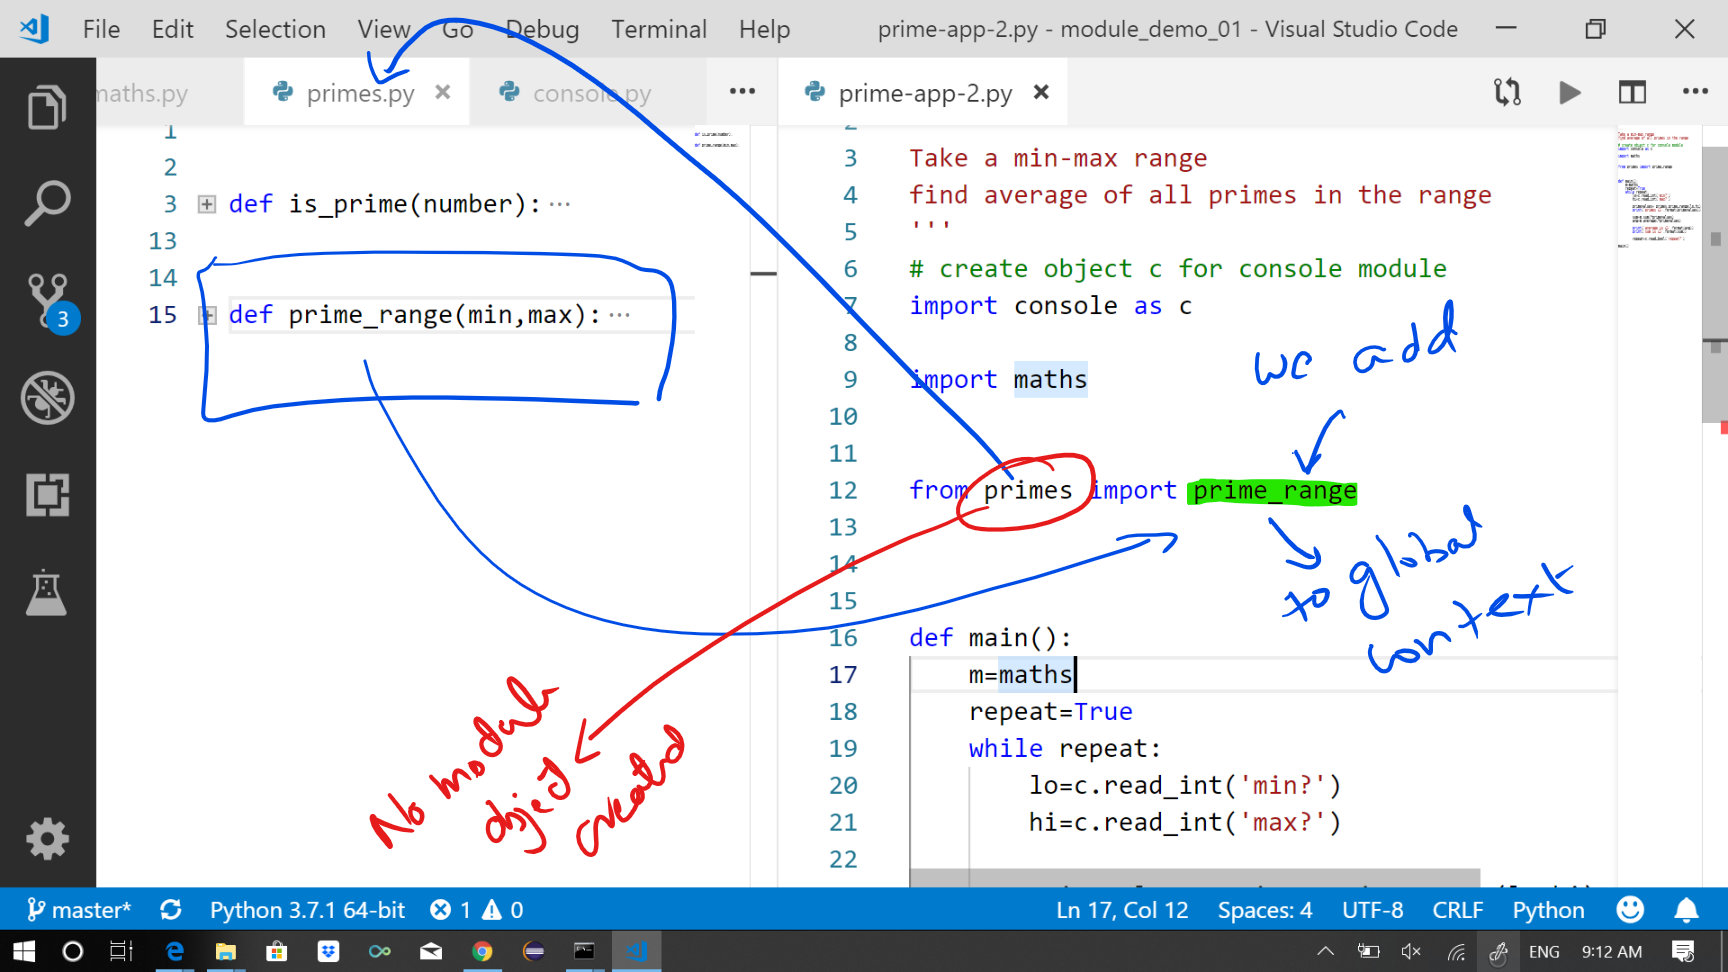 File Edit Selection View Go Debug Terminal Help
prime-app-2.py - module_demo_01 - Visual Studio Code
maths.py
primes.py
console.py
prime-app-2.py
1
2
3 def is_prime(number):
13
14
15 def prime_range(min,max):
3 Take a min-max range
4 find average of all primes in the range
5 '''
6 # create object c for console module
7 import console as c
8
9 import maths
10
11
12 from primes import prime_range
13
14
15
16 def main():
17 m=maths
18 repeat=True
19 while repeat:
20 lo=c.read_int('min?')
21 hi=c.read_int('max?')
22
we add
to global
context
No module
object
created
3
master*
Python 3.7.1 64-bit
1
0
Ln 17, Col 12
Spaces: 4
UTF-8
CRLF
Python
ENG
9:12 AM